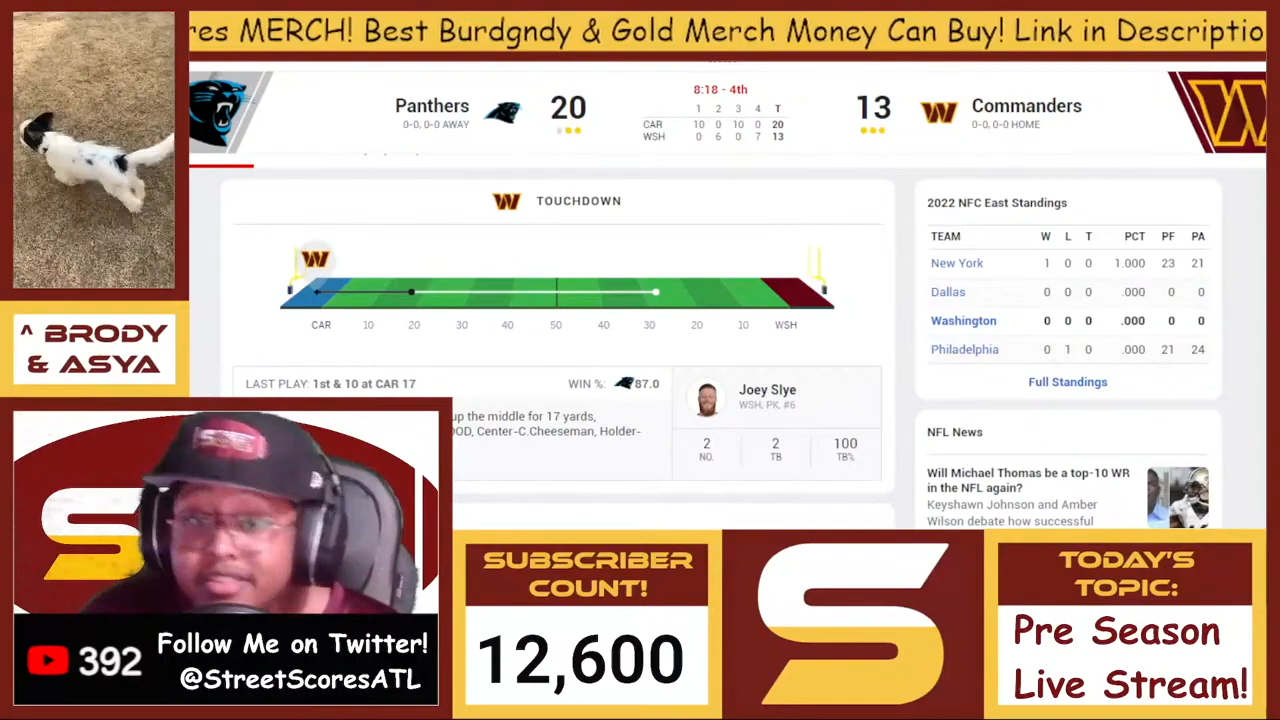 res MERCH! Best Burdgndy & Gold Merch Money Can Buy! Link in Descriptio
Panthers
0-0, 0-0 AWAY
20
8:18 - 4th
1 2 3 4 T
CAR 10 0 10 0 20
WSH 0 6 0 7 13
13
Commanders
0-0, 0-0 HOME
TOUCHDOWN
CAR 10 20 30 40 50 40 30 20 10 WSH
LAST PLAY: 1st & 10 at CAR 17
WIN %: 87.0
up the middle for 17 yards,
OOD, Center-C.Cheeseman, Holder-
Joey Slye
WSH, PK, #6
2 2 100
NO. TB TB%
2022 NFC East Standings
TEAM W L T PCT PF PA
New York 1 0 0 1.000 23 21
Dallas 0 0 0 .000 0 0
Washington 0 0 0 .000 0 0
Philadelphia 0 1 0 .000 21 24
Full Standings
NFL News
Will Michael Thomas be a top-10 WR
in the NFL again?
Keyshawn Johnson and Amber
Wilson debate how successful
^ BRODY
& ASYA
392
Follow Me on Twitter!
@StreetScoresATL
SUBSCRIBER
COUNT!
12,600
S
TODAY'S
TOPIC:
Pre Season
Live Stream!